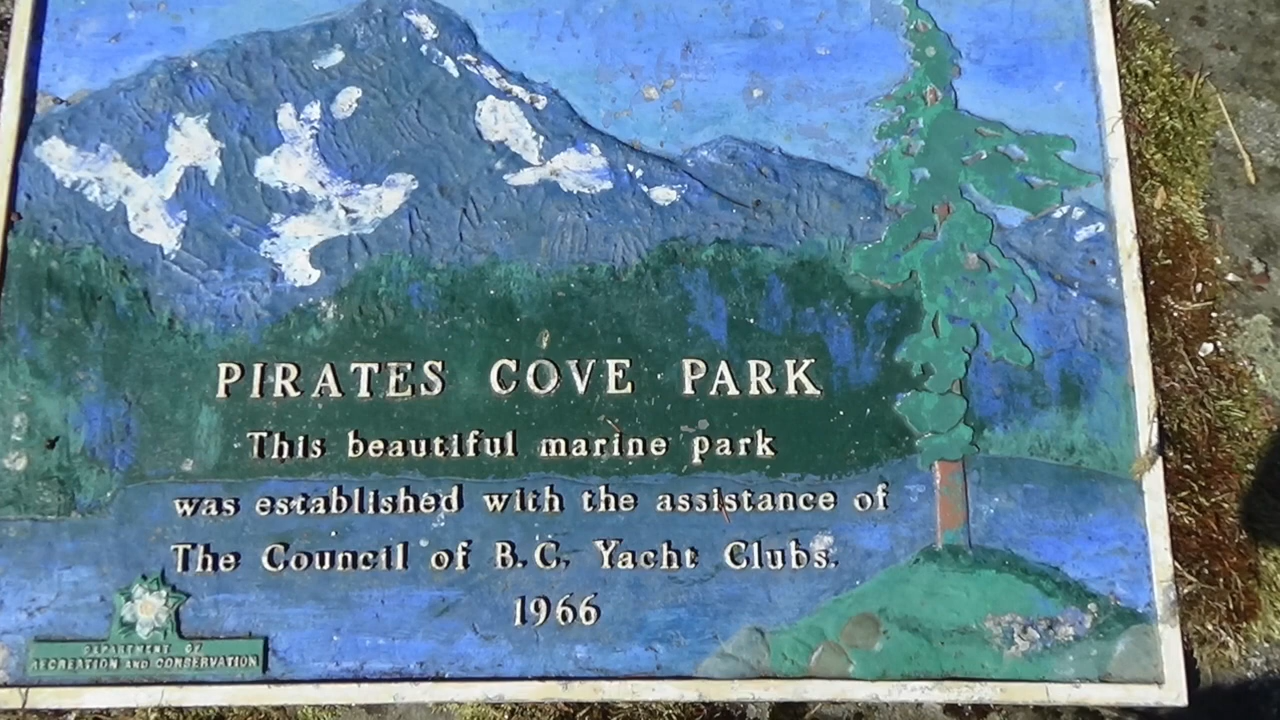 PIRATES COVE PARK
This beautiful marine park
was established with the assistance of
The Council of B.C. Yacht Clubs.
1966
DEPARTMENT OF
RECREATION AND CONSERVATION